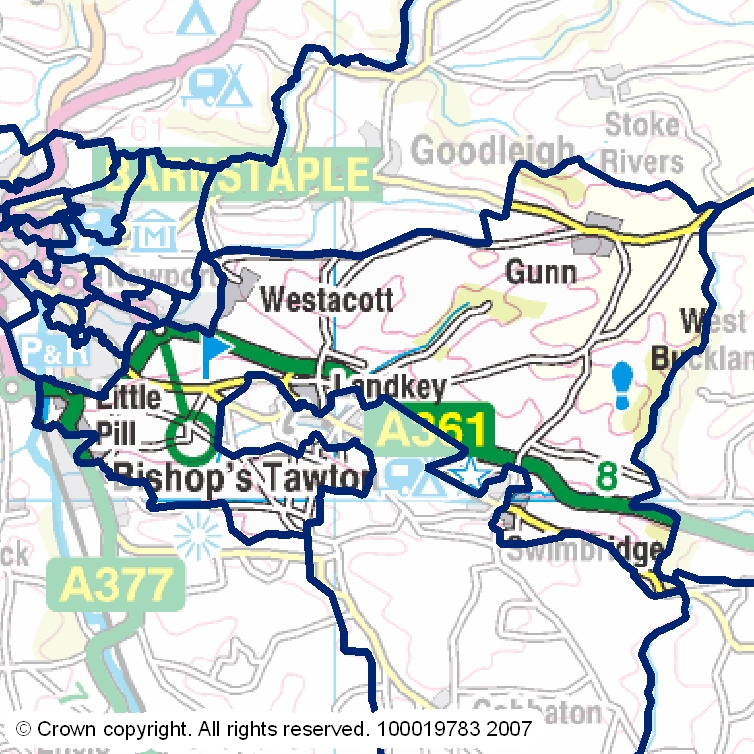 Stoke
Rivers
Goodleigh
61
BARNSTAPLE
M
Newport
Gunn
Westacott
West
Buckland
P&R
Landkey
Little
Pill
A361
8
Bishop's Tawton
Swimbridge
A377
Cobbaton
© Crown copyright. All rights reserved. 100019783 2007